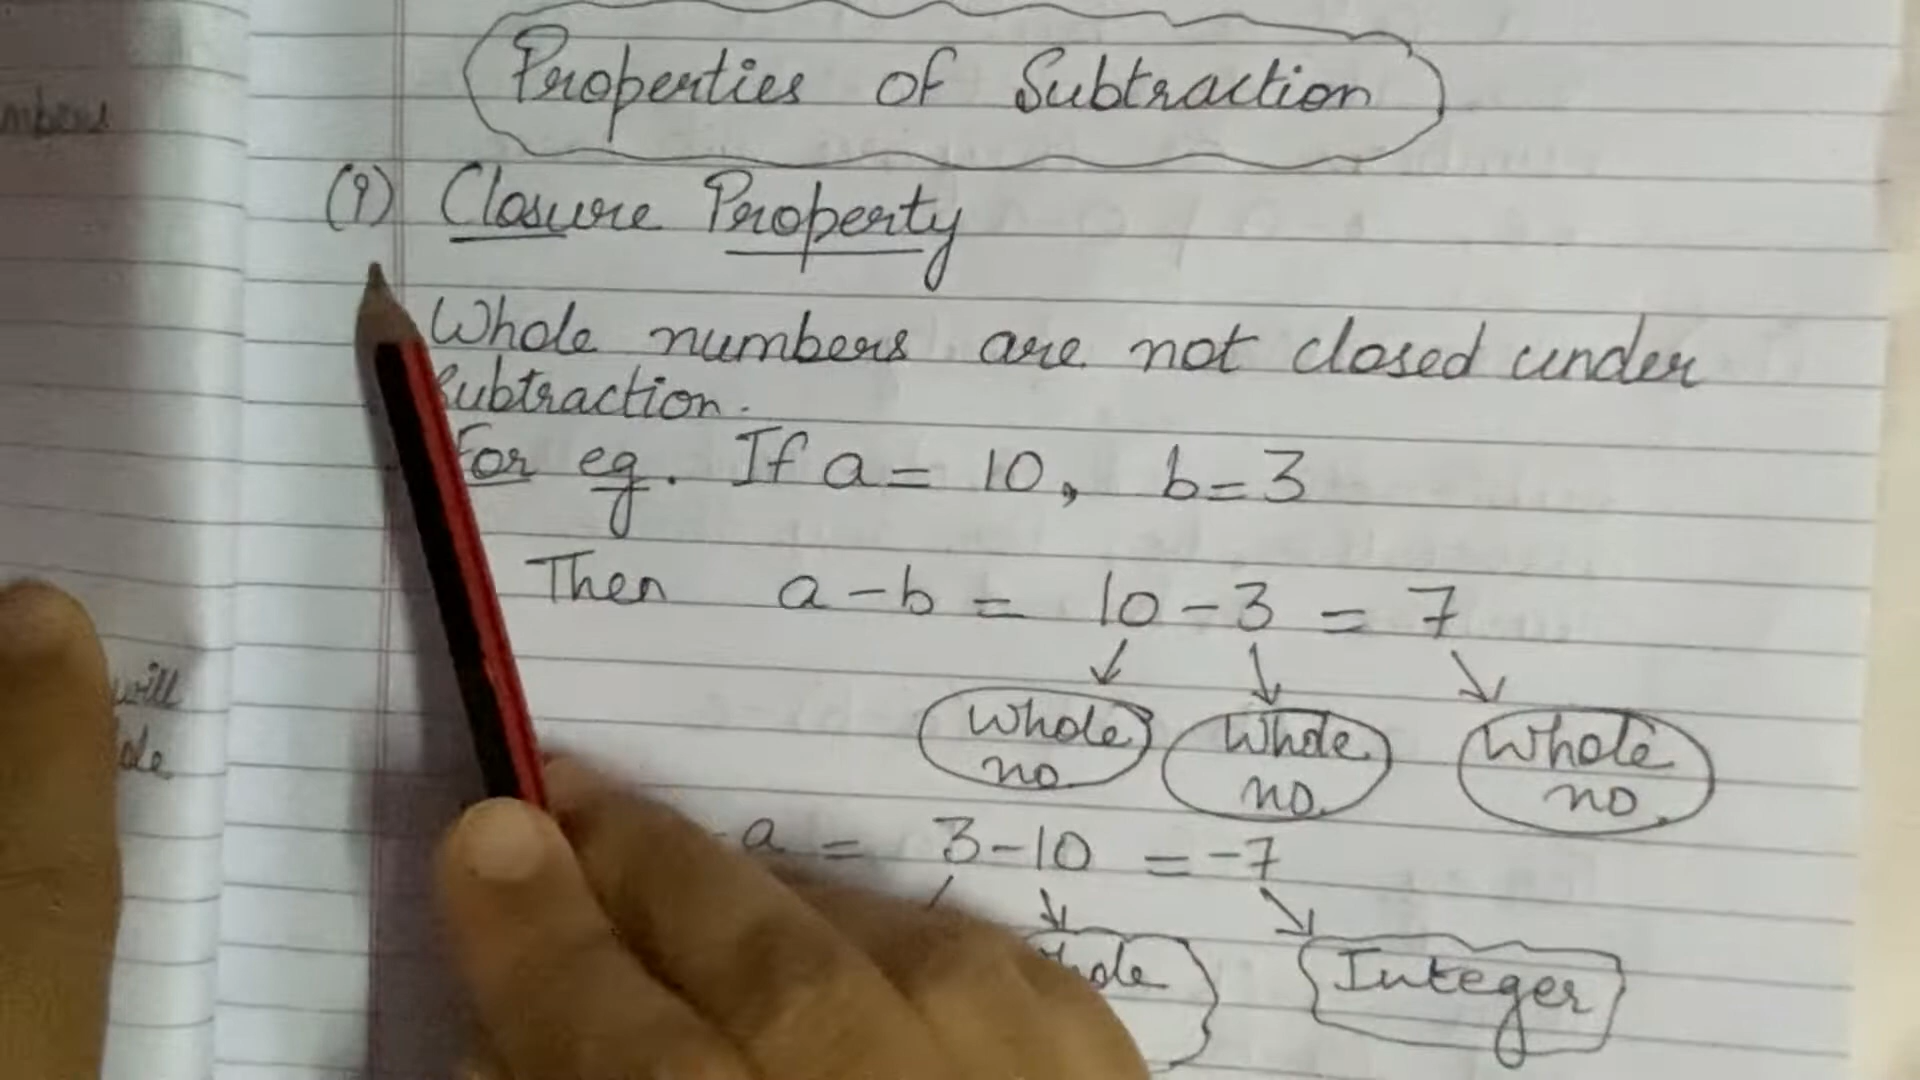 Properties of Subtraction
(i) Closure Property
Whole numbers are not closed under
Subtraction.
For eg. If a = 10, b = 3
Then a - b = 10 - 3 = 7
Whole no. Whole no. Whole no.
- a = 3 - 10 = -7
Integer
will